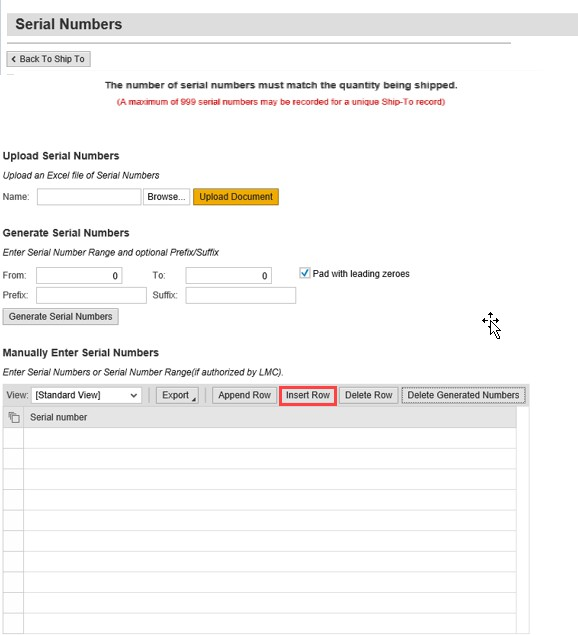 Serial Numbers
Back To Ship To
The number of serial numbers must match the quantity being shipped.
(A maximum of 999 serial numbers may be recorded for a unique Ship-To record)
Upload Serial Numbers
Upload an Excel file of Serial Numbers
Name: Browse... Upload Document
Generate Serial Numbers
Enter Serial Number Range and optional Prefix/Suffix
From: 0 To: 0 Pad with leading zeroes
Prefix: Suffix:
Generate Serial Numbers
Manually Enter Serial Numbers
Enter Serial Numbers or Serial Number Range(if authorized by LMC).
View: [Standard View] Export Append Row Insert Row Delete Row Delete Generated Numbers
Serial number